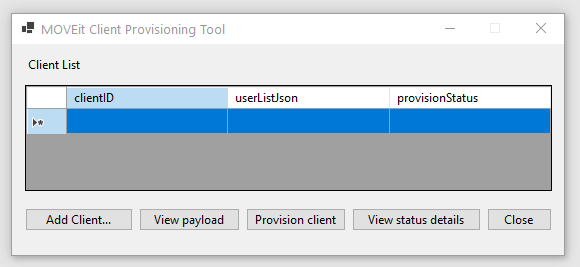 MOVEit Client Provisioning Tool
Client List
clientID userListJson provisionStatus
Add Client... View payload Provision client View status details Close